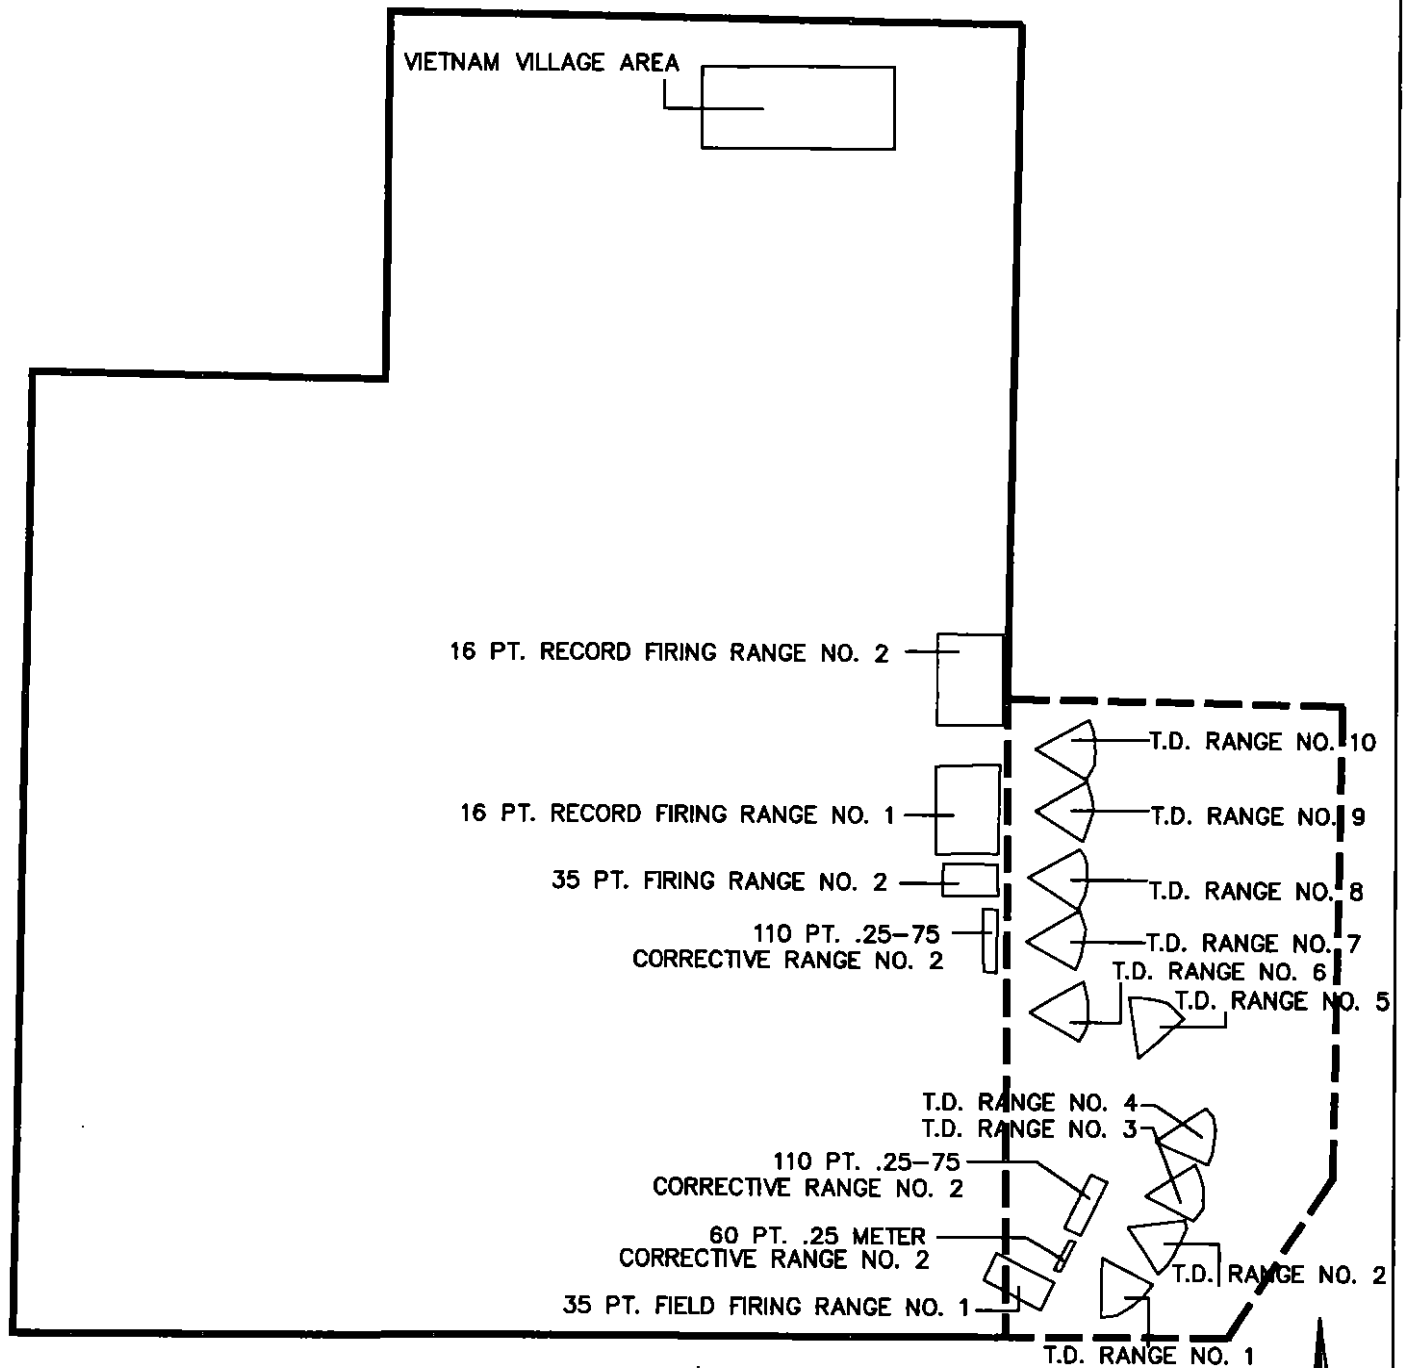 VIETNAM VILLAGE AREA
16 PT. RECORD FIRING RANGE NO. 2
T.D. RANGE NO. 10
16 PT. RECORD FIRING RANGE NO. 1
T.D. RANGE NO. 9
35 PT. FIRING RANGE NO. 2
T.D. RANGE NO. 8
110 PT. .25-75
CORRECTIVE RANGE NO. 2
T.D. RANGE NO. 7
T.D. RANGE NO. 6
T.D. RANGE NO. 5
T.D. RANGE NO. 4
T.D. RANGE NO. 3
110 PT. .25-75
CORRECTIVE RANGE NO. 2
60 PT. .25 METER
CORRECTIVE RANGE NO. 2
T.D. RANGE NO. 2
35 PT. FIELD FIRING RANGE NO. 1
T.D. RANGE NO. 1